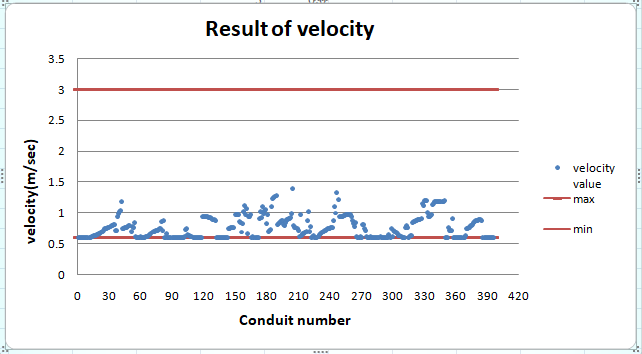 Result of velocity
3.5
3
2.5
2
1.5
1
0.5
0
velocity(m/sec)
0 30 60 90 120 150 180 210 240 270 300 330 360 390 420
Conduit number
velocity
value
max
min